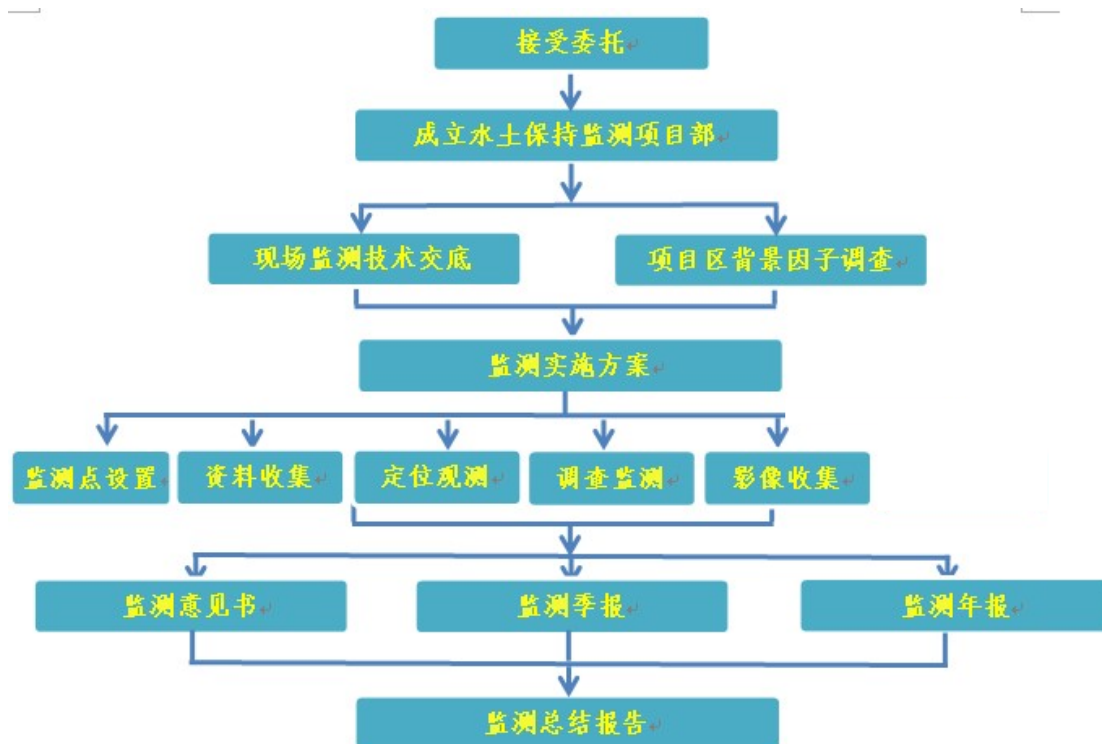 接受委托
成立水土保持监测项目部
现场监测技术交底
项目区背景因子调查
监测实施方案
监测点设置
资料收集
定位观测
调查监测
影像收集
监测意见书
监测季报
监测年报
监测总结报告